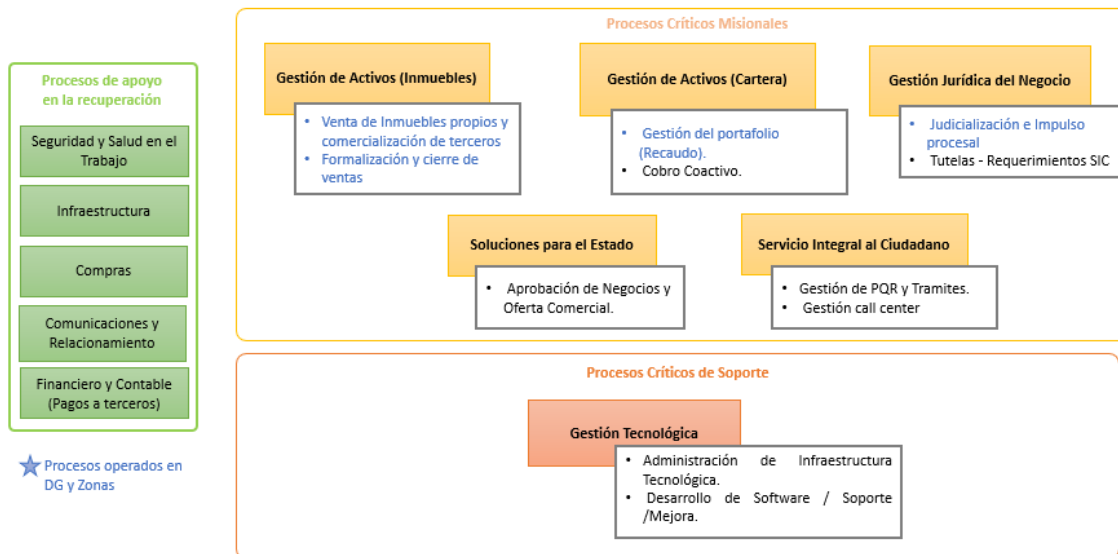 Procesos de apoyo
en la recuperación
Seguridad y Salud en el
Trabajo
Infraestructura
Compras
Comunicaciones y
Relacionamiento
Financiero y Contable
(Pagos a terceros)
Procesos operados en
DG y Zonas
Procesos Críticos Misionales
Gestión de Activos (Inmuebles)
• Venta de Inmuebles propios y
comercialización de terceros
• Formalización y cierre de
ventas
Gestión de Activos (Cartera)
• Gestión del portafolio
(Recaudo).
• Cobro Coactivo.
Gestión Jurídica del Negocio
• Judicialización e Impulso
procesal
• Tutelas - Requerimientos SIC
Soluciones para el Estado
• Aprobación de Negocios y
Oferta Comercial.
Servicio Integral al Ciudadano
• Gestión de PQR y Tramites.
• Gestión call center
Procesos Críticos de Soporte
Gestión Tecnológica
• Administración de Infraestructura
Tecnológica.
• Desarrollo de Software / Soporte
/Mejora.